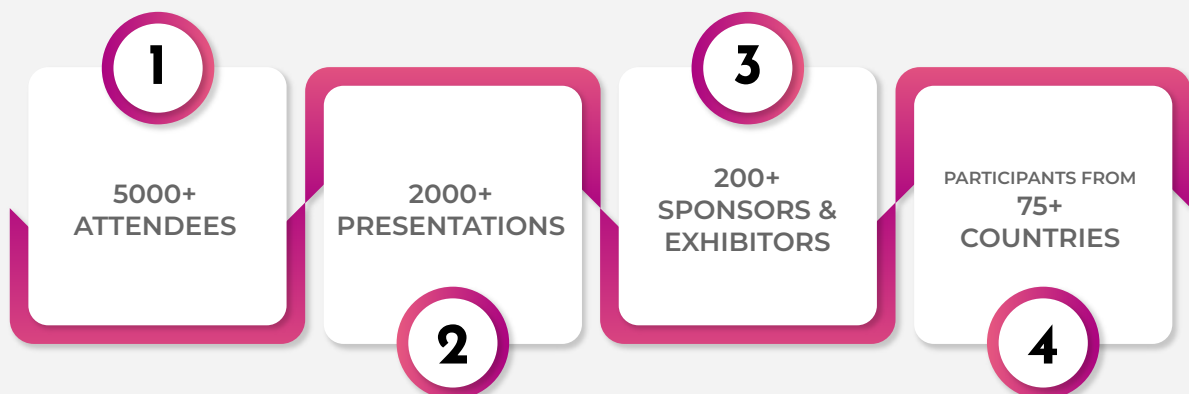 1
5000+
ATTENDEES
2000+
PRESENTATIONS
2
3
200+
SPONSORS &
EXHIBITORS
PARTICIPANTS FROM
75+
COUNTRIES
4